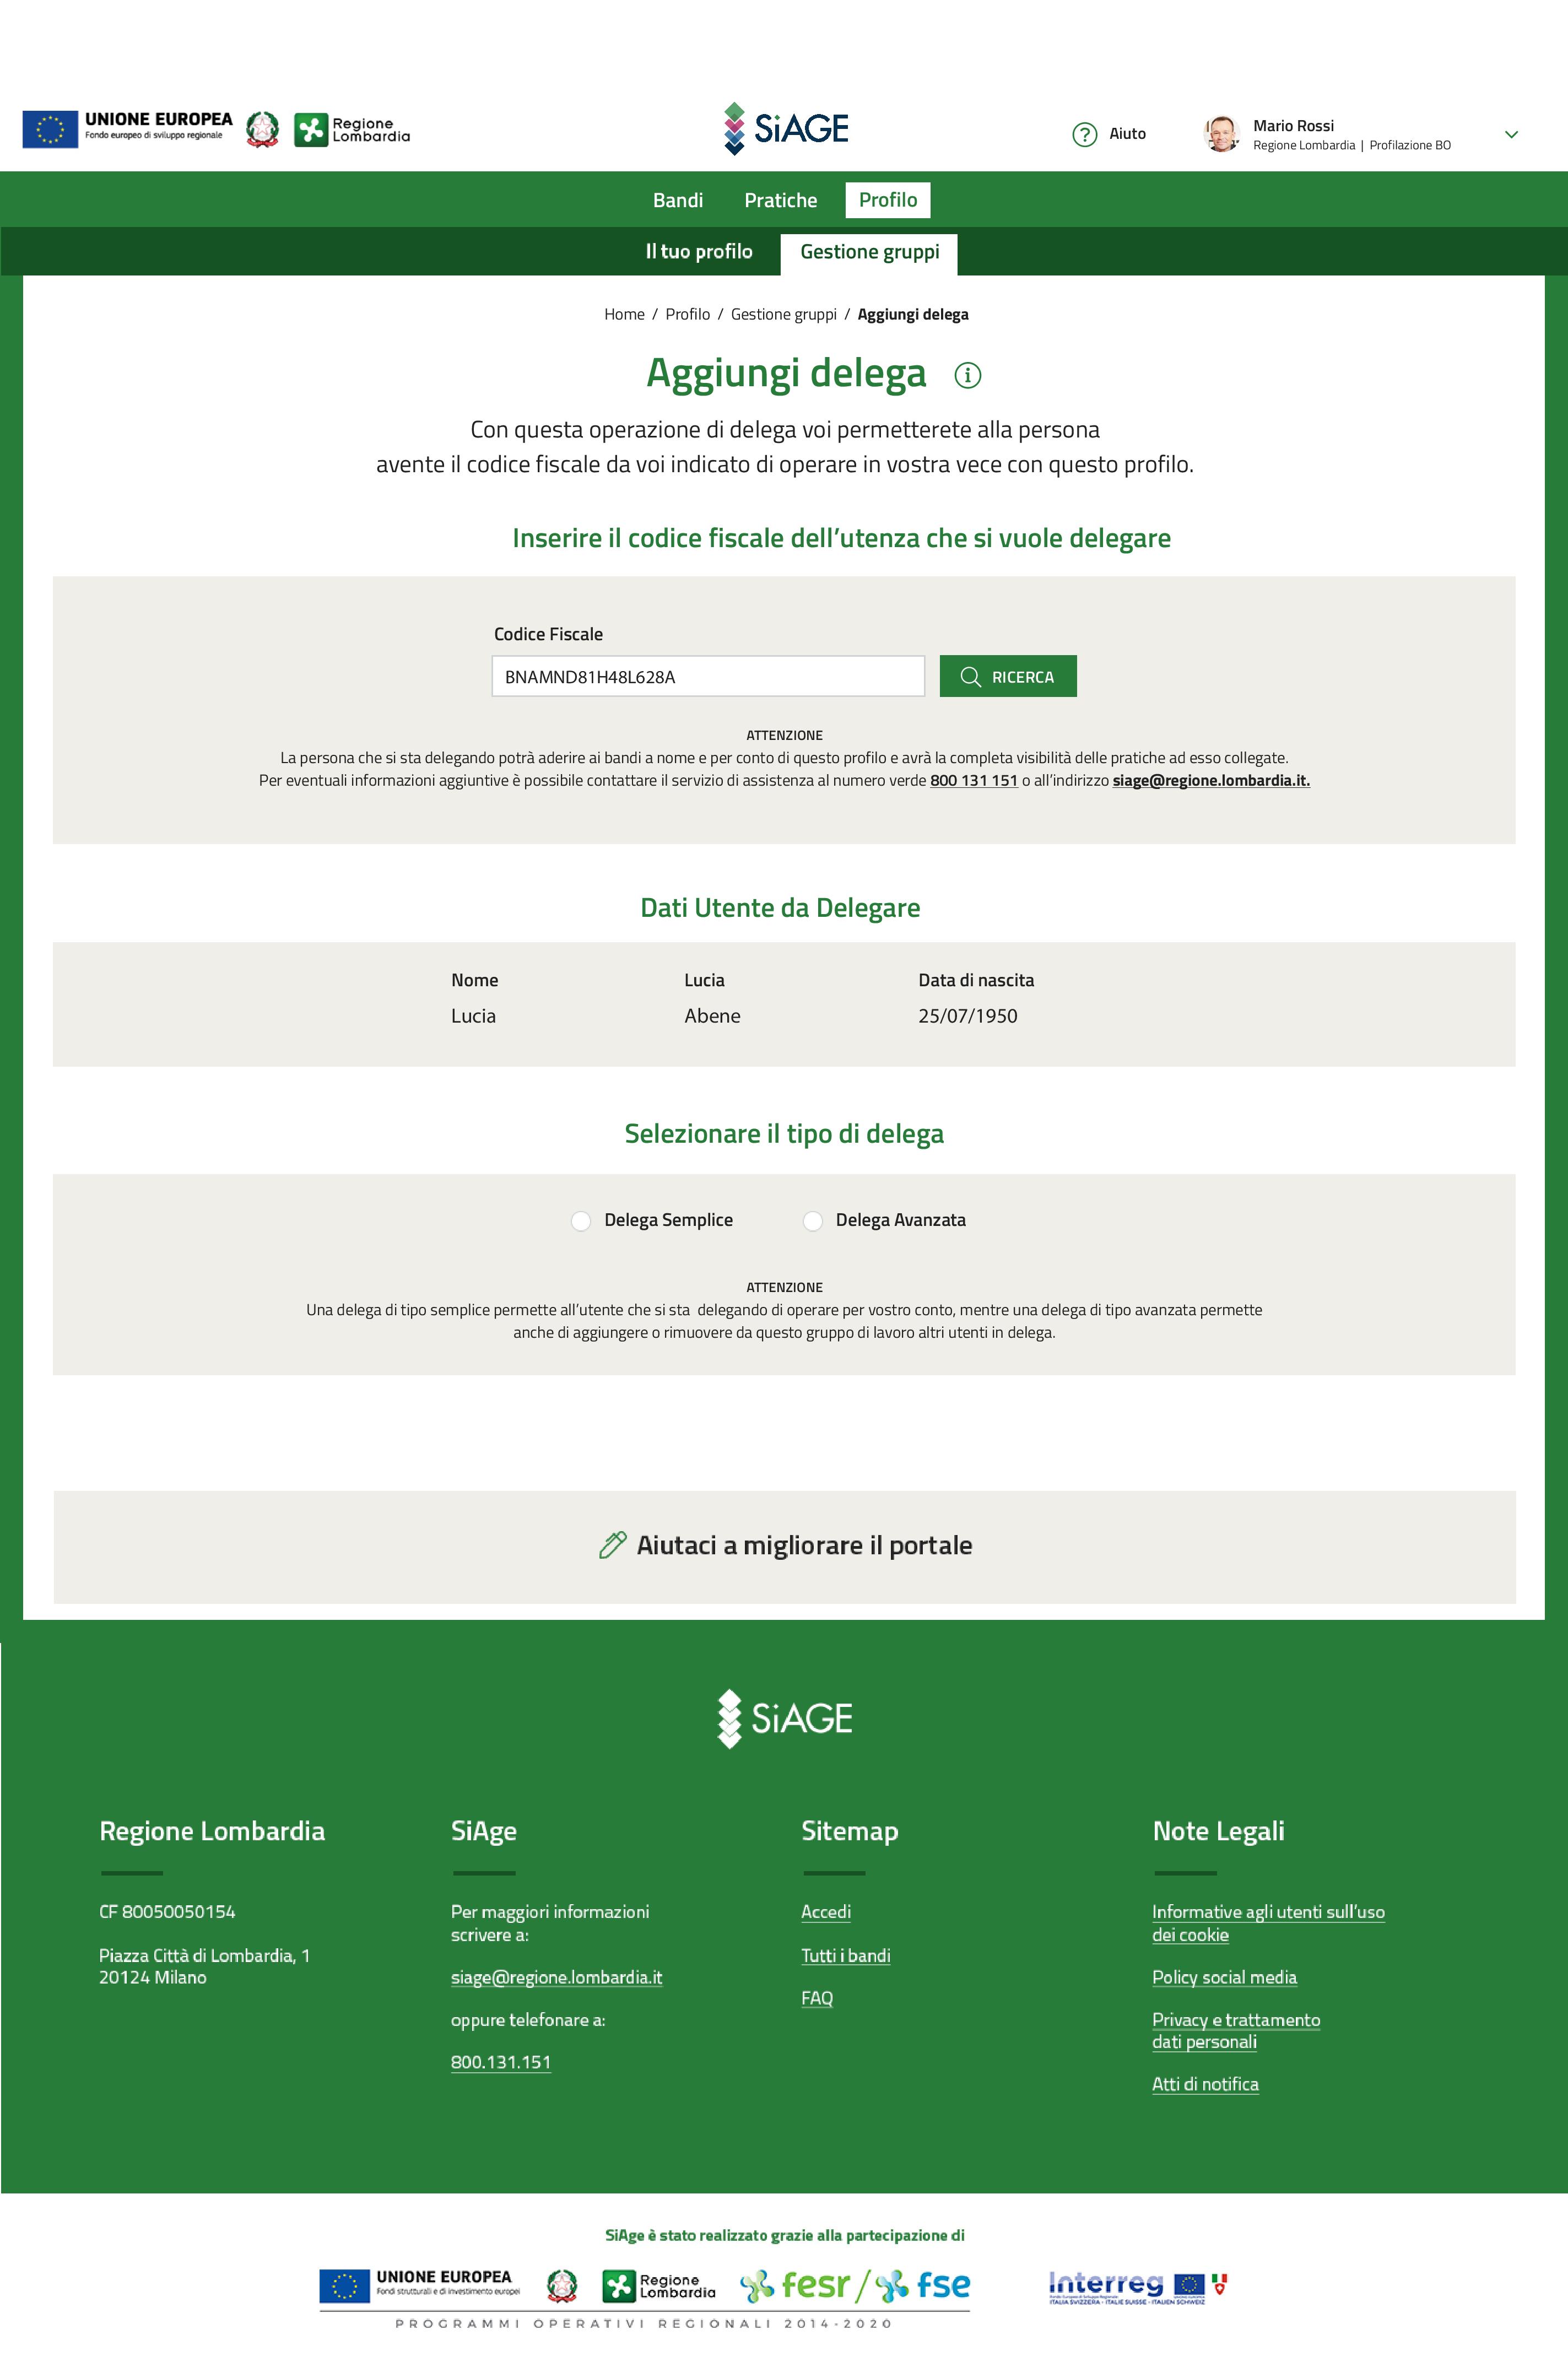 UNIONE EUROPEA
Fondo europeo di sviluppo regionale
Regione
Lombardia
SiAGE
Aiuto
Mario Rossi
Regione Lombardia | Profilazione BO
Bandi Pratiche Profilo
Il tuo profilo Gestione gruppi
Home / Profilo / Gestione gruppi / Aggiungi delega
Aggiungi delega
Con questa operazione di delega voi permetterete alla persona
avente il codice fiscale da voi indicato di operare in vostra vece con questo profilo.
Inserire il codice fiscale dell’utenza che si vuole delegare
Codice Fiscale
BNAMND81H48L628A
RICERCA
ATTENZIONE
La persona che si sta delegando potrà aderire ai bandi a nome e per conto di questo profilo e avrà la completa visibilità delle pratiche ad esso collegate.
Per eventuali informazioni aggiuntive è possibile contattare il servizio di assistenza al numero verde 800 131 151 o all’indirizzo siage@regione.lombardia.it.
Dati Utente da Delegare
Nome Lucia Data di nascita
Lucia Abene 25/07/1950
Selezionare il tipo di delega
Delega Semplice Delega Avanzata
ATTENZIONE
Una delega di tipo semplice permette all’utente che si sta delegando di operare per vostro conto, mentre una delega di tipo avanzata permette
anche di aggiungere o rimuovere da questo gruppo di lavoro altri utenti in delega.
Aiutaci a migliorare il portale
SiAGE
Regione Lombardia
CF 80050050154
Piazza Città di Lombardia, 1
20124 Milano
SiAge
Per maggiori informazioni
scrivere a:
siage@regione.lombardia.it
oppure telefonare a:
800.131.151
Sitemap
Accedi
Tutti i bandi
FAQ
Note Legali
Informative agli utenti sull’uso
dei cookie
Policy social media
Privacy e trattamento
dati personali
Atti di notifica
SiAge è stato realizzato grazie alla partecipazione di
UNIONE EUROPEA
Fondi strutturali e di investimento europei
Regione
Lombardia
fesr/fse
PROGRAMMI OPERATIVI REGIONALI 2014-2020
Interreg
ITALIA SVIZZERA - ITALIE SUISSE - ITALIEN SCHWEIZ